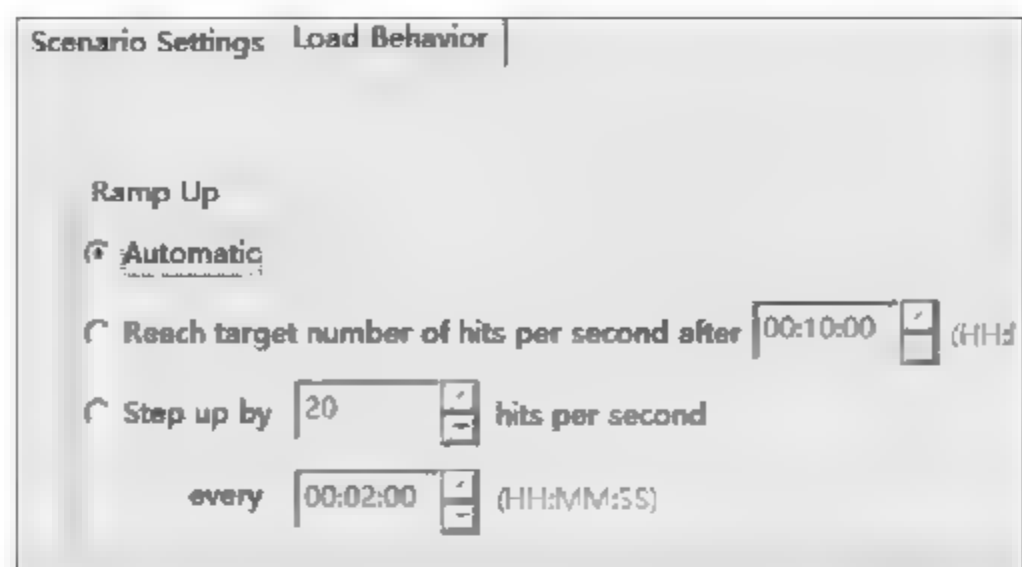 Scenario Settings Load Behavior
Ramp Up
Automatic
Reach target number of hits per second after 00:10:00
Step up by 20 hits per second
every 00:02:00 (HH:MM:SS)